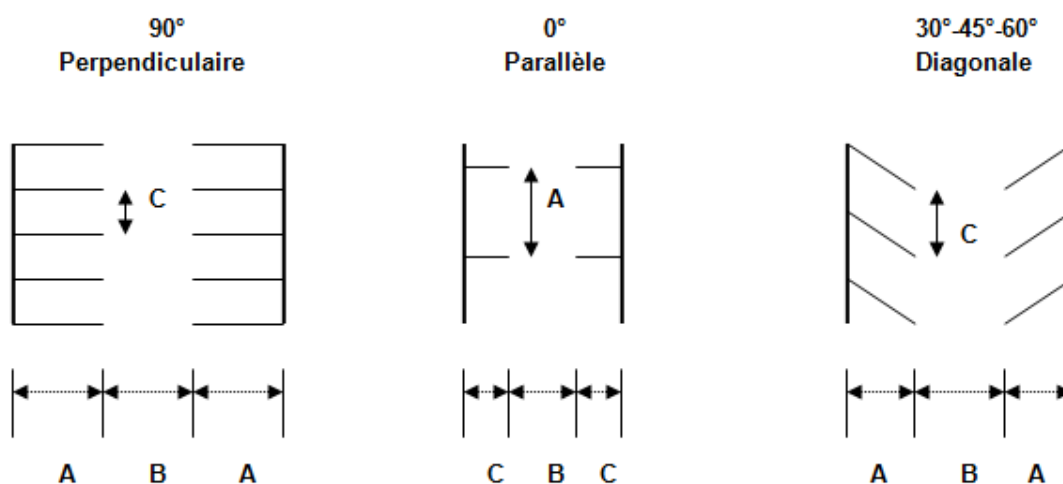 90°
Perpendiculaire
0°
Parallèle
30°-45°-60°
Diagonale
C
A
C
A B A
C B C
A B A